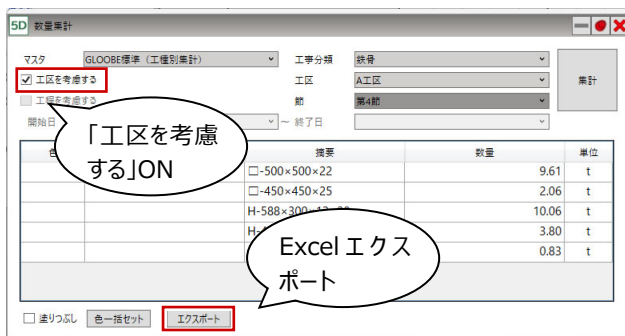 5D 数量集計
マスタ GLOOBE標準（工種別集計） 工事分類 鉄骨
工区を考慮する 工区 A工区 集計
工程を考慮する 節 第4節
開始日 ～ 終了日
「工区を考慮
する」ON
色 摘要 数量 単位
□-500×500×22 9.61 t
□-450×450×25 2.06 t
H-588×300× 10.06 t
3.80 t
0.83 t
Excel エクス
ポート
塗りつぶし 色一括セット エクスポート